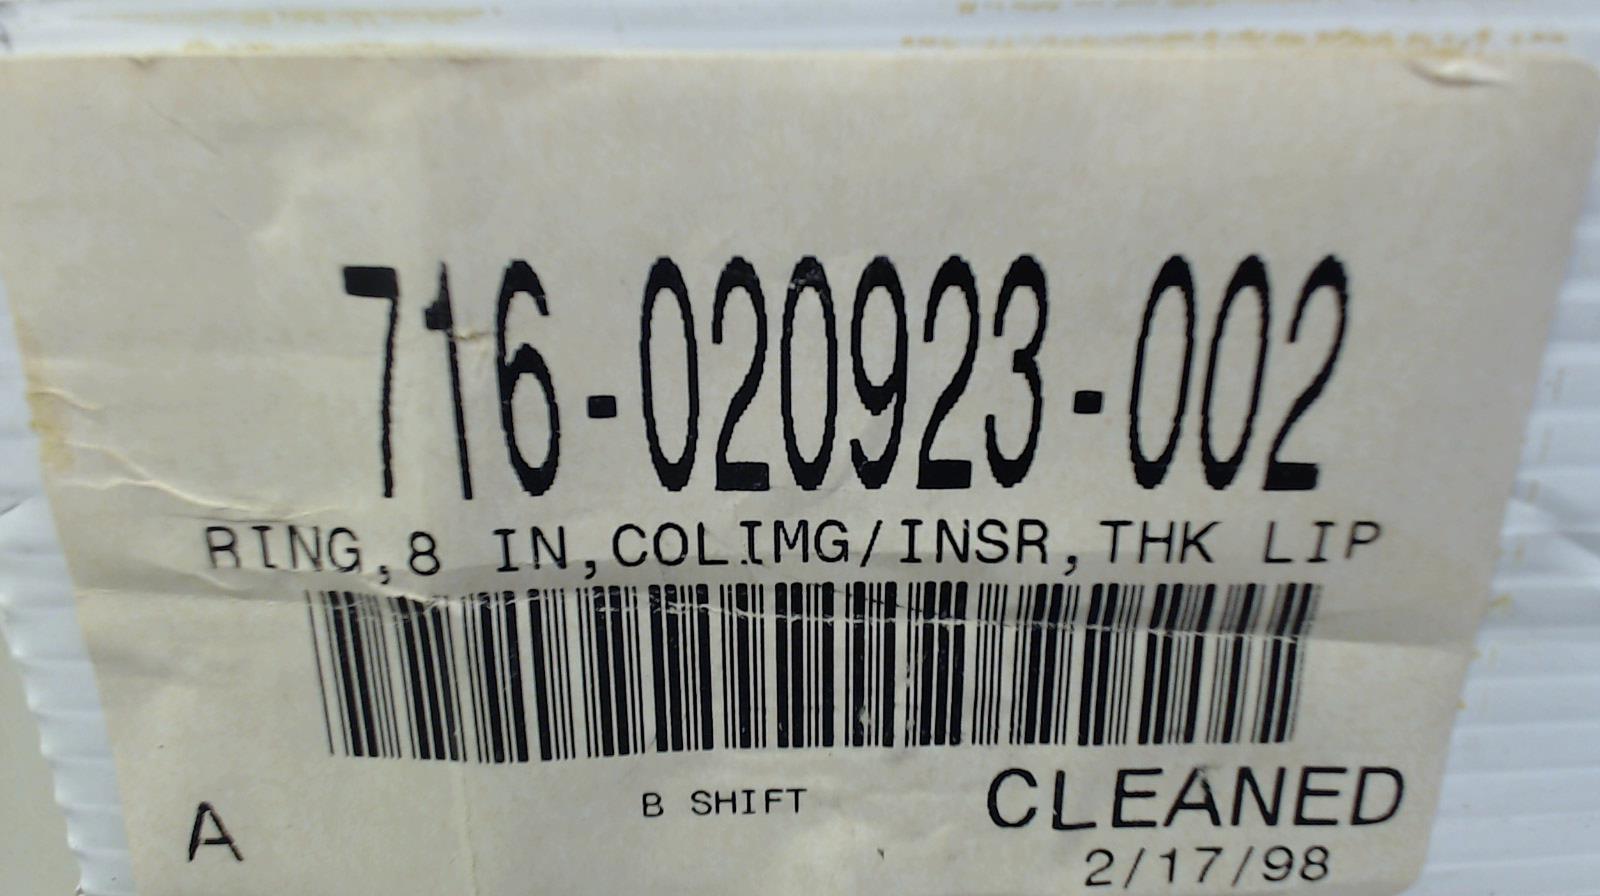 716-020923-002
RING,8 IN,COLIMG/INSR,THK LIP
B SHIFT
CLEANED
A
2/17/98